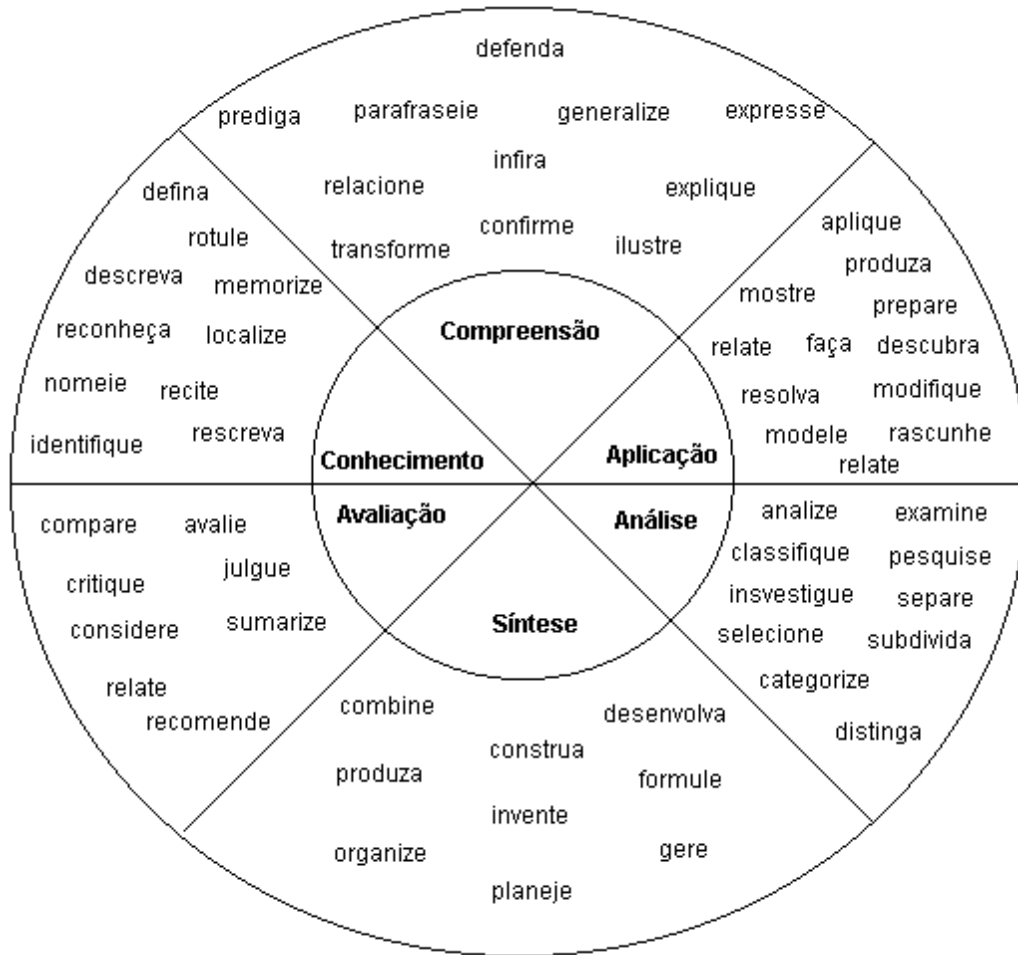 defenda
prediga
parafraseie
generalize
expresse
infira
relacione
explique
confirme
transforme
ilustre
Compreensão
defina
rotule
descreva
memorize
reconheça
localize
nomeie
recite
identifique
rescreva
Conhecimento
aplique
produza
mostre
prepare
relate
faça
descubra
resolva
modifique
modele
rascunhe
relate
Aplicação
Avaliação
compare
avalie
critique
julgue
considere
sumarize
relate
recomende
Análise
analize
examine
classifique
pesquise
insvestigue
separe
selecione
subdivida
categorize
distinga
Síntese
combine
desenvolva
construa
produza
formule
invente
organize
gere
planeje